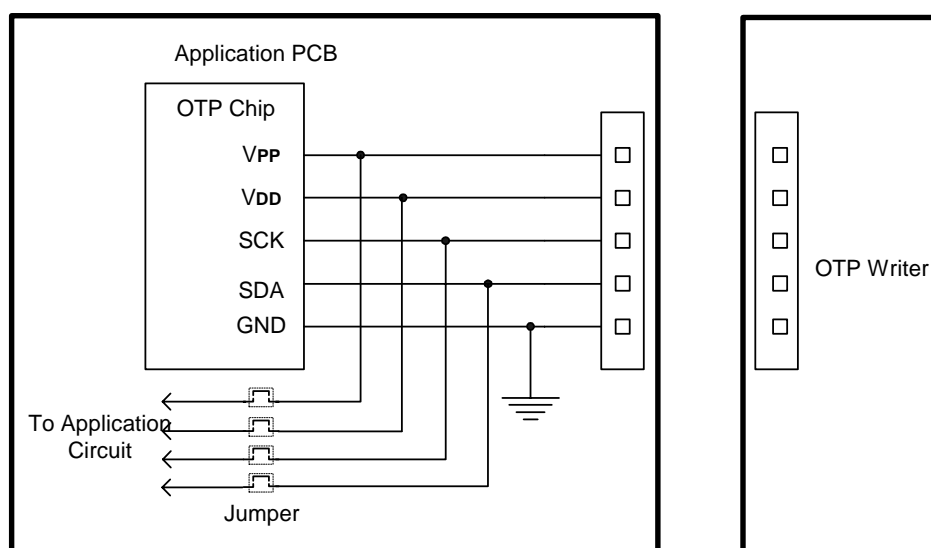 Application PCB
OTP Chip
VPP
VDD
SCK
SDA
GND
To Application
Circuit
Jumper
OTP Writer